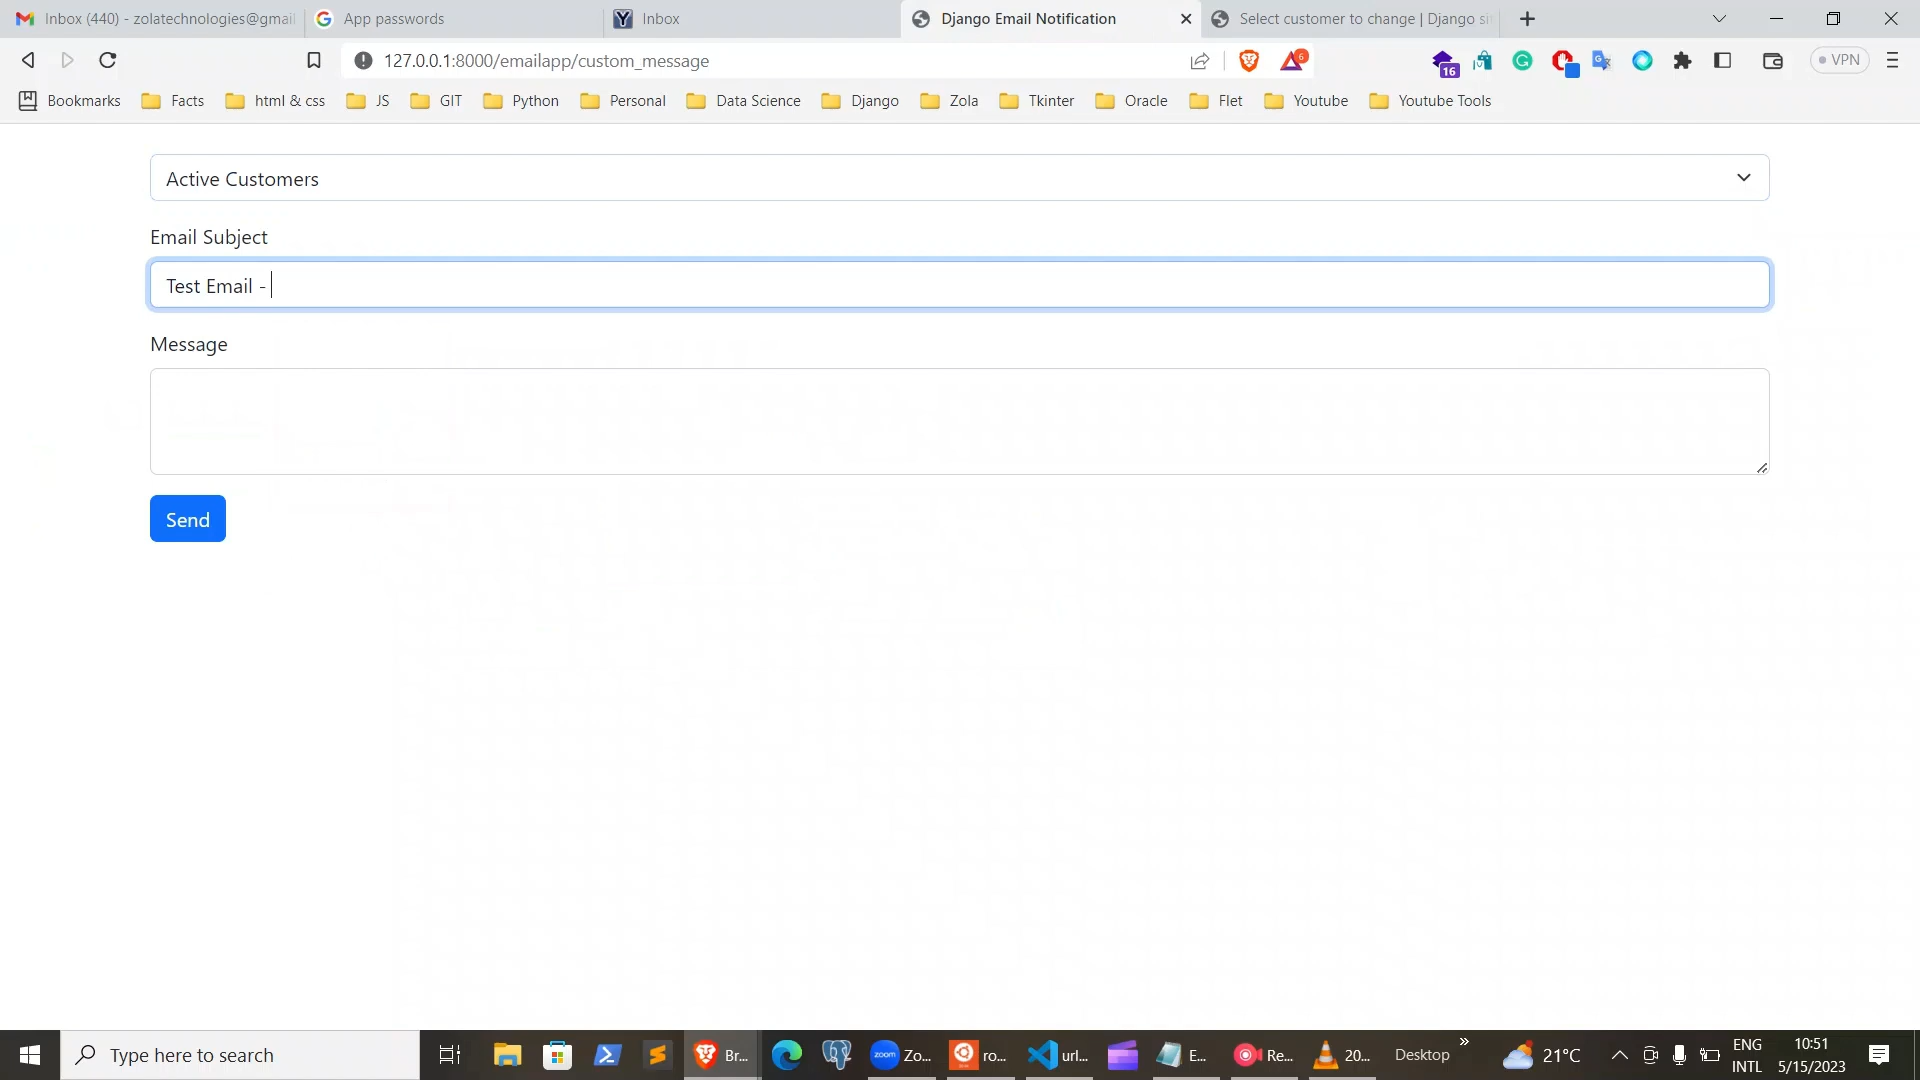 Inbox (440) - zolatechnologies@gmail
App passwords
Inbox
Django Email Notification
Select customer to change | Django si
127.0.0.1:8000/emailapp/custom_message
6
16
VPN
Bookmarks
Facts
html & css
JS
GIT
Python
Personal
Data Science
Django
Zola
Tkinter
Oracle
Flet
Youtube
Youtube Tools
Active Customers
Email Subject
Test Email -
Message
Send
Type here to search
Br...
zoom
Zo...
ro...
url...
E...
Re...
20...
Desktop
»
21°C
ENG
INTL
10:51
5/15/2023